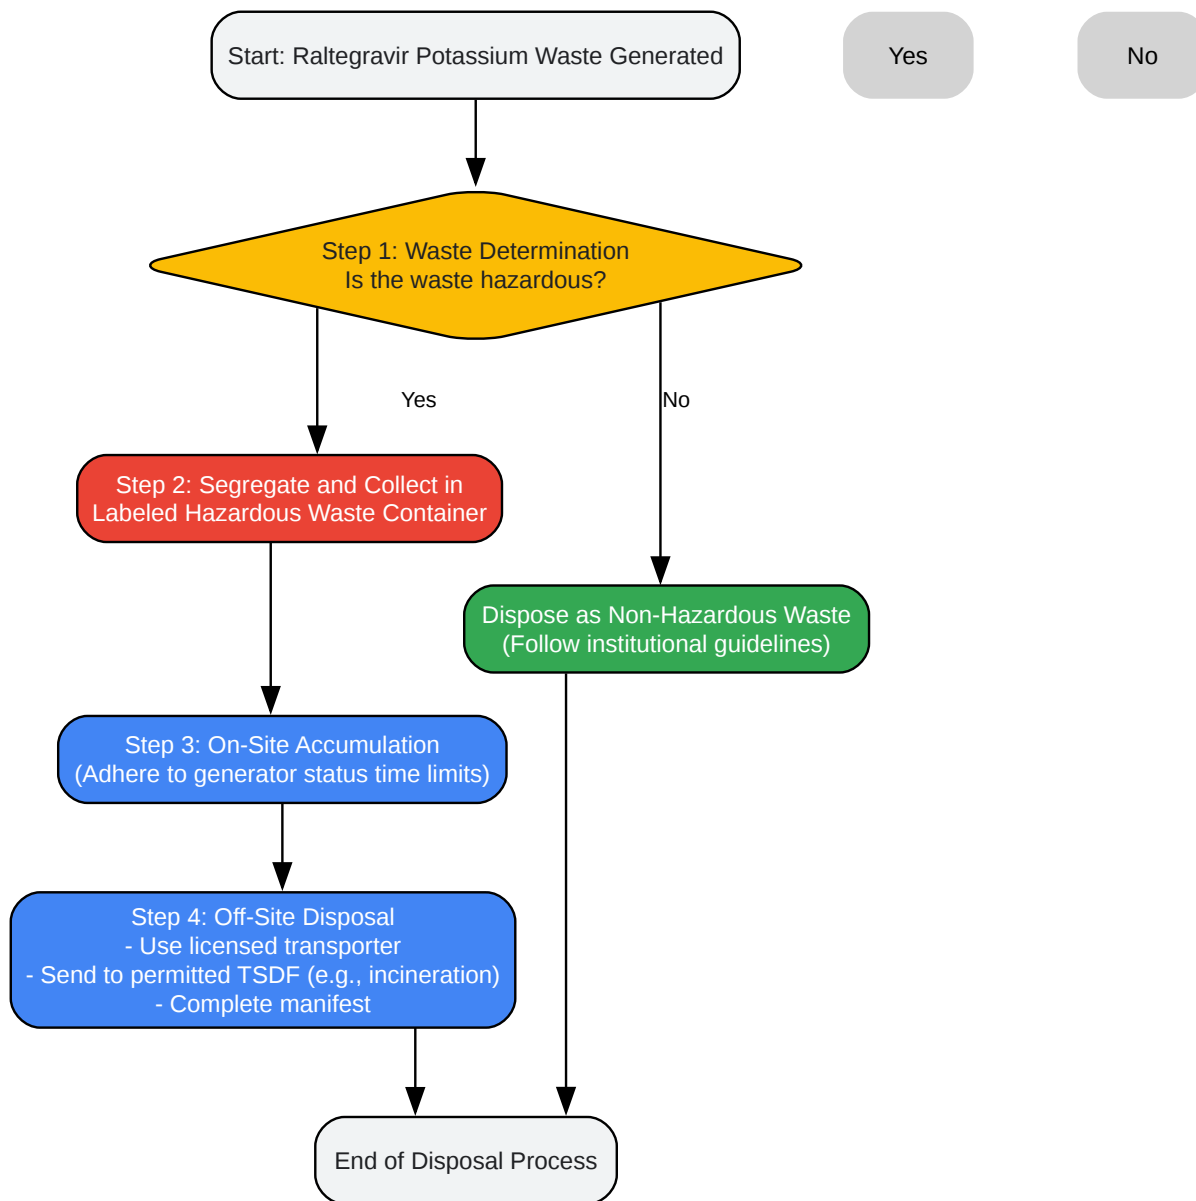 Start: Raltegravir Potassium Waste Generated
Yes
No
Step 1: Waste Determination
Is the waste hazardous?
Yes
No
Step 2: Segregate and Collect in
Labeled Hazardous Waste Container
Dispose as Non-Hazardous Waste
(Follow institutional guidelines)
Step 3: On-Site Accumulation
(Adhere to generator status time limits)
Step 4: Off-Site Disposal
- Use licensed transporter
- Send to permitted TSDF (e.g., incineration)
- Complete manifest
End of Disposal Process